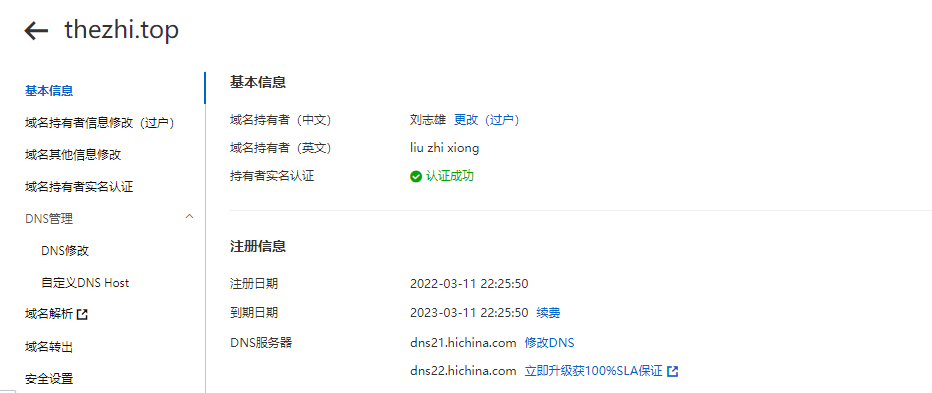 thezhi.top
基本信息
域名持有者信息修改（过户）
域名其他信息修改
域名持有者实名认证
DNS管理
DNS修改
自定义DNS Host
域名解析
域名转出
安全设置
基本信息
域名持有者（中文） 刘志雄 更改（过户）
域名持有者（英文） liu zhi xiong
持有者实名认证 认证成功
注册信息
注册日期 2022-03-11 22:25:50
到期日期 2023-03-11 22:25:50 续费
DNS服务器 dns21.hichina.com 修改DNS
dns22.hichina.com 立即升级获100%SLA保证